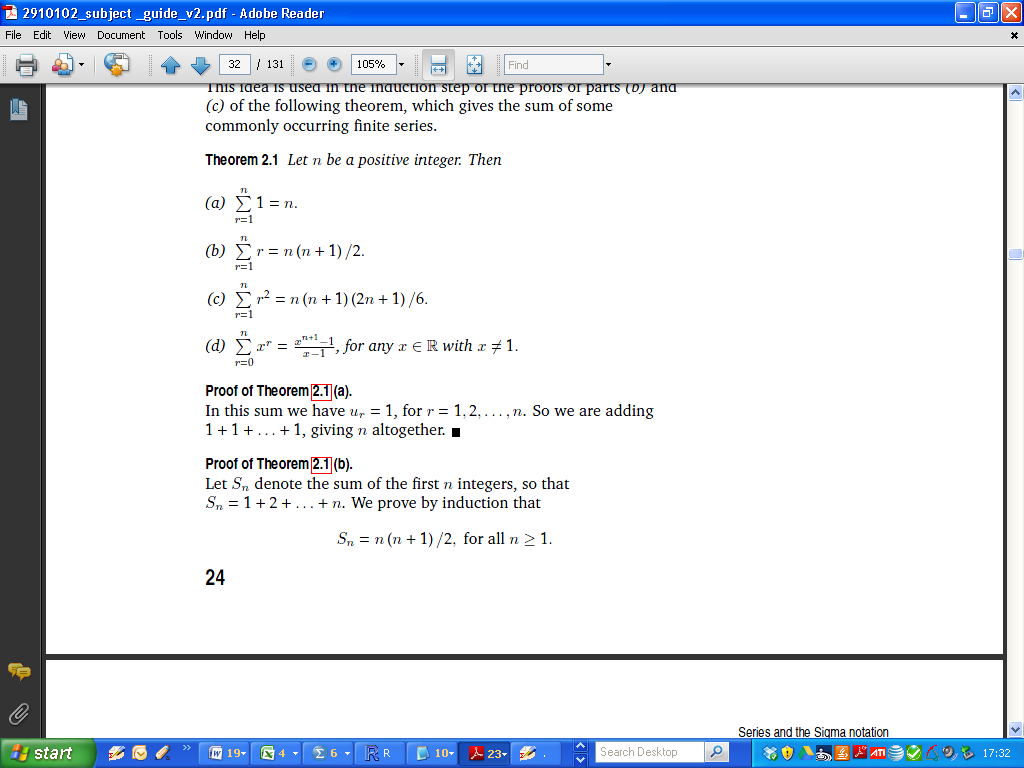 2910102_subject _guide_v2.pdf - Adobe Reader
File Edit View Document Tools Window Help
32 / 131 105% Find
This idea is used in the induction step of the proofs of parts (b) and
(c) of the following theorem, which gives the sum of some
commonly occurring finite series.
Theorem 2.1 Let n be a positive integer. Then
(a) ∑_{r=1}^{n} 1 = n.
(b) ∑_{r=1}^{n} r = n (n + 1) /2.
(c) ∑_{r=1}^{n} r² = n (n + 1) (2n + 1) /6.
(d) ∑_{r=0}^{n} x^r = \frac{x^{n+1}-1}{x-1}, for any x ∈ ℝ with x ≠ 1.
Proof of Theorem 2.1 (a).
In this sum we have u_r = 1, for r = 1, 2, . . . , n. So we are adding
1 + 1 + . . . + 1, giving n altogether. ■
Proof of Theorem 2.1 (b).
Let S_n denote the sum of the first n integers, so that
S_n = 1 + 2 + . . . + n. We prove by induction that
S_n = n (n + 1) /2, for all n ≥ 1.
24
Series and the Sigma notation
start » 19 4 Σ 6 R R 10 23 . Search Desktop 17:32